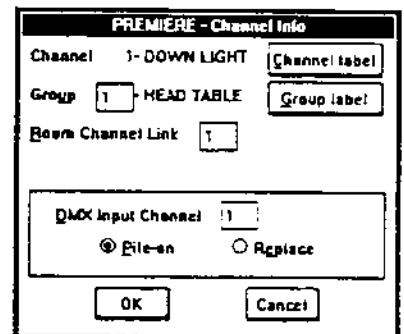 PREMIERE - Channel Info
Channel 1- DOWN LIGHT Channel label
Group 1 - HEAD TABLE Group label
Room Channel Link 1
DMX Input Channel 1
Pile-on Replace
OK Cancel